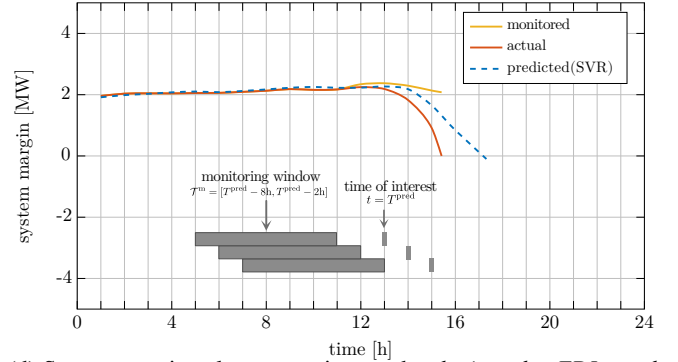 monitored
actual
predicted(SVR)
system margin [MW]
4
2
0
-2
-4
monitoring window
𝒯ᵐ = [Tᵖʳᵉᵈ − 8h, Tᵖʳᵉᵈ − 2h]
time of interest
t = Tᵖʳᵉᵈ
0 4 8 12 16 20 24
time [h]